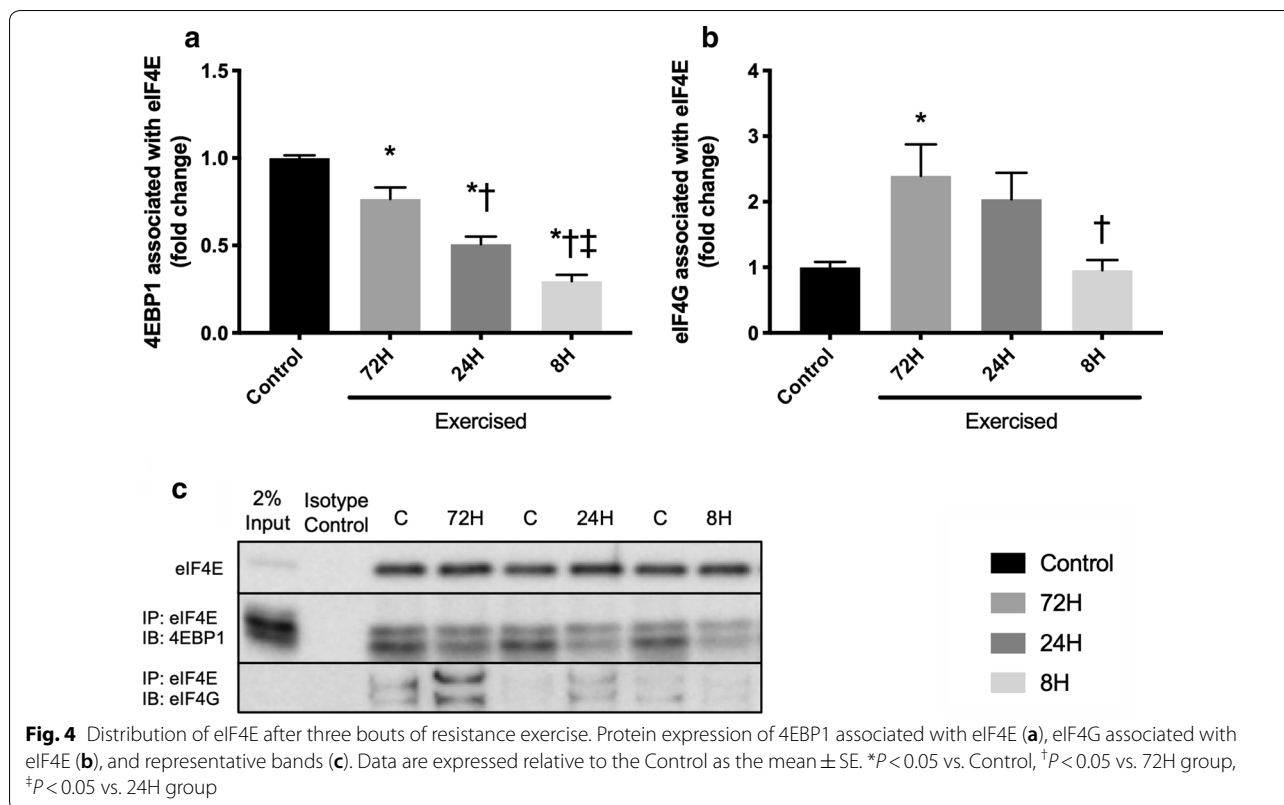 a
4EBP1 associated with eIF4E
(fold change)
1.5
1.0
0.5
0.0
*
*†
*†‡
Control
72H
24H
8H
Exercised
b
eIF4G associated with eIF4E
(fold change)
4
3
2
1
0
*
†
Control
72H
24H
8H
Exercised
c
2% Input
Isotype Control
C 72H C 24H C 8H
eIF4E
IP: eIF4E
IB: 4EBP1
IP: eIF4E
IB: eIF4G
Control
72H
24H
8H
Fig. 4 Distribution of eIF4E after three bouts of resistance exercise. Protein expression of 4EBP1 associated with eIF4E (a), eIF4G associated with
eIF4E (b), and representative bands (c). Data are expressed relative to the Control as the mean ± SE. *P < 0.05 vs. Control, †P < 0.05 vs. 72H group,
‡P < 0.05 vs. 24H group